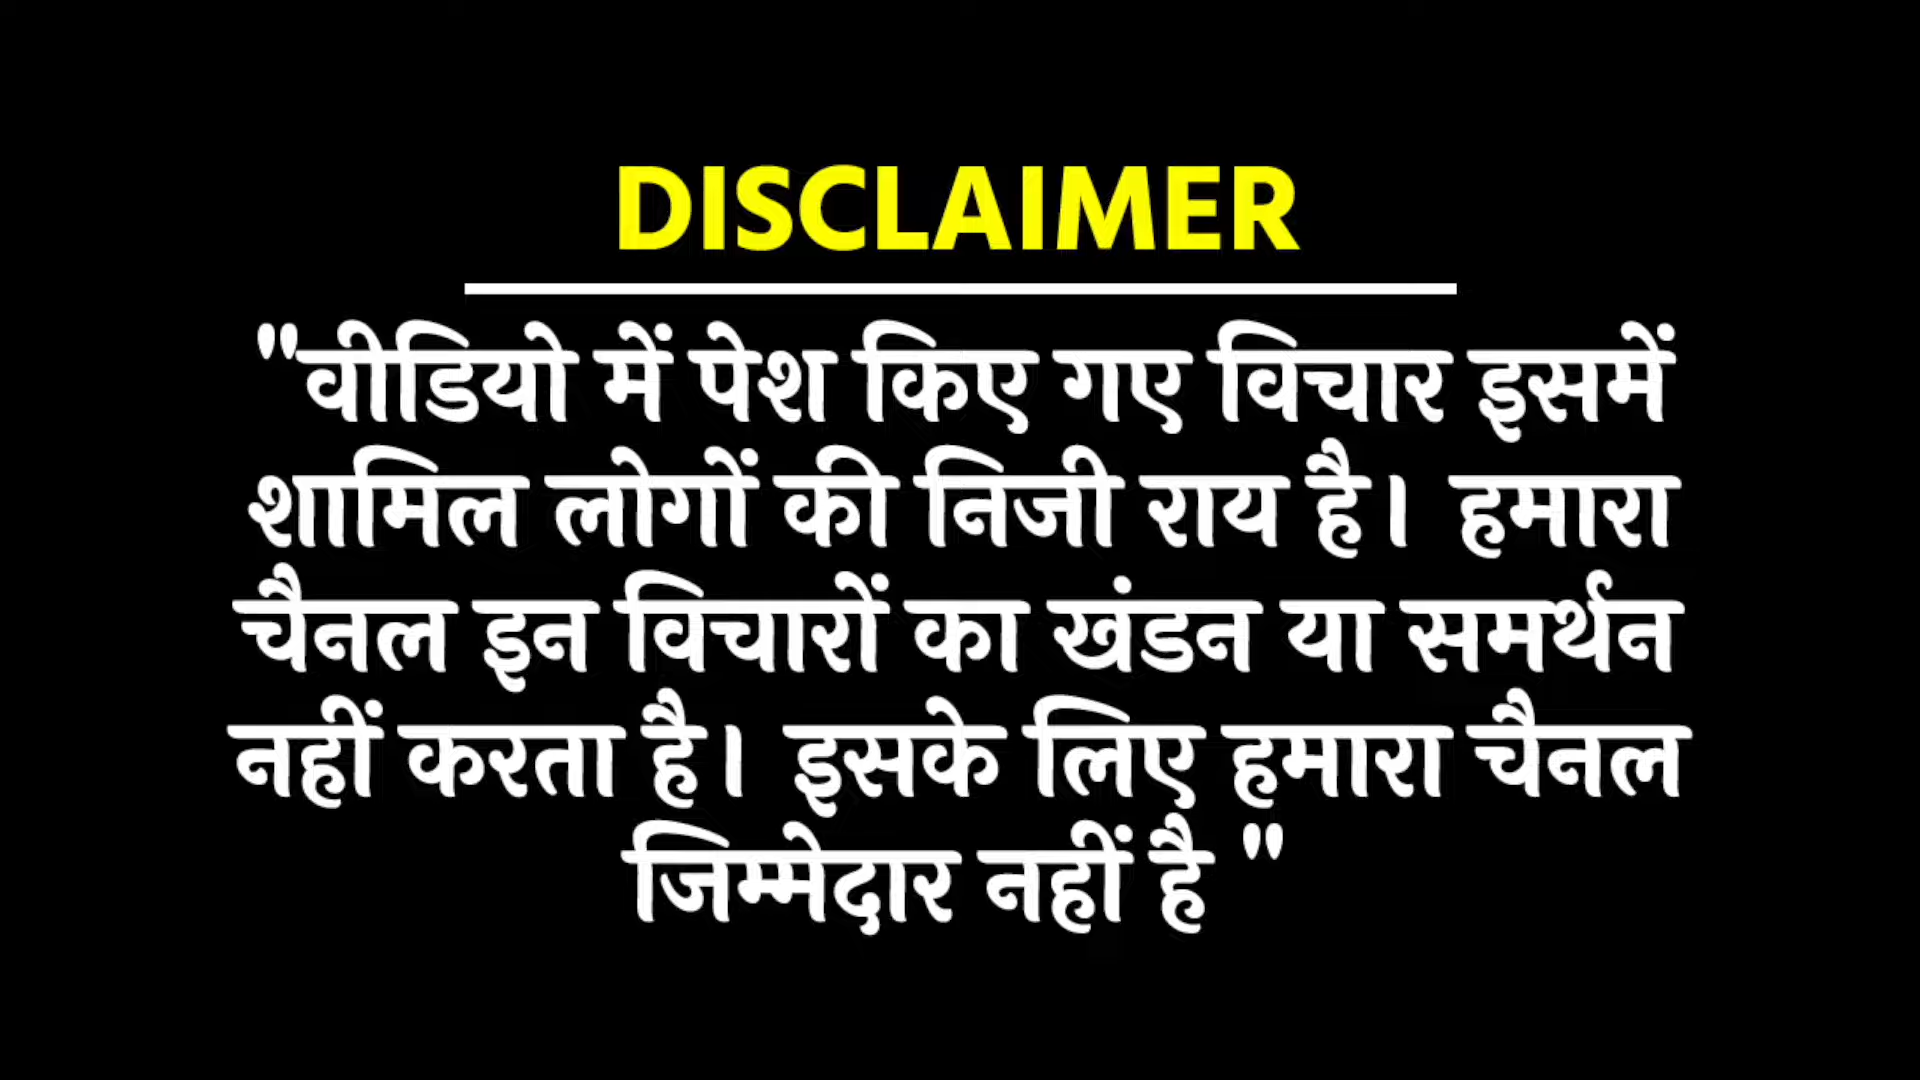 DISCLAIMER
"वीडियो में पेश किए गए विचार इसमें
शामिल लोगों की निजी राय है। हमारा
चैनल इन विचारों का खंडन या समर्थन
नहीं करता है। इसके लिए हमारा चैनल
जिम्मेदार नहीं है "